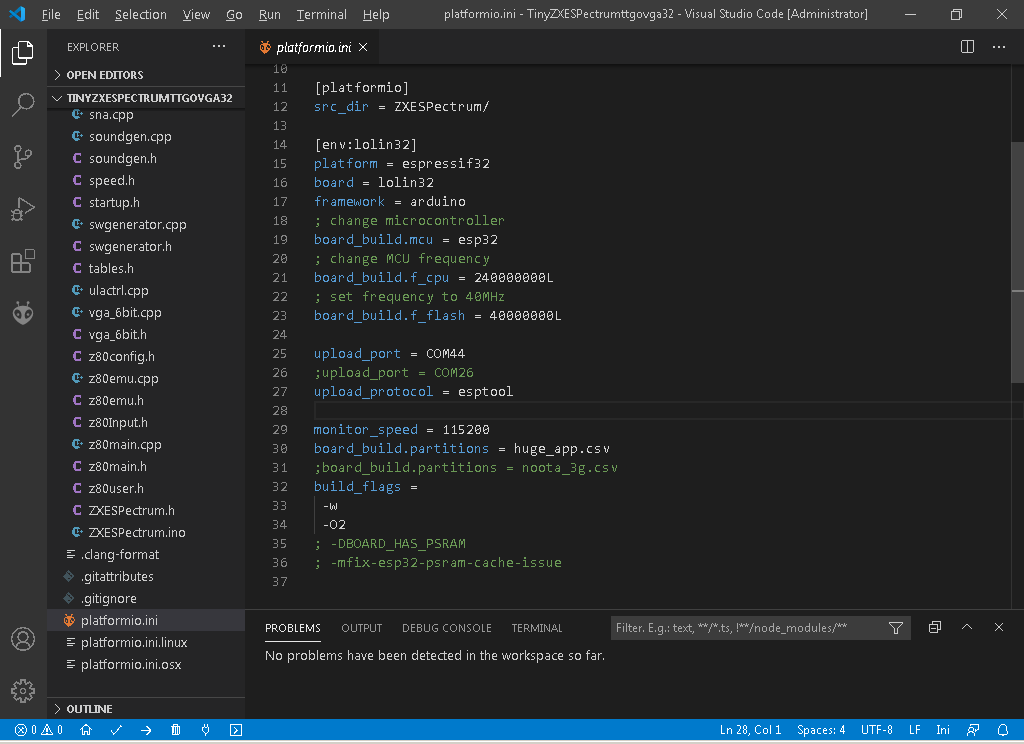 File Edit Selection View Go Run Terminal Help platformio.ini - TinyZXESPectrumttgovga32 - Visual Studio Code [Administrator]
EXPLORER
platformio.ini
OPEN EDITORS
TINYZXESPECTRUMTTGOVGA32
sna.cpp
soundgen.cpp
soundgen.h
speed.h
startup.h
swgenerator.cpp
swgenerator.h
tables.h
ulactrl.cpp
vga_6bit.cpp
vga_6bit.h
z80config.h
z80emu.cpp
z80emu.h
z80Input.h
z80main.cpp
z80main.h
z80user.h
ZXESPectrum.h
ZXESPectrum.ino
.clang-format
.gitattributes
.gitignore
platformio.ini
platformio.ini.linux
platformio.ini.osx
OUTLINE
10
11 [platformio]
12 src_dir = ZXESPectrum/
13
14 [env:lolin32]
15 platform = espressif32
16 board = lolin32
17 framework = arduino
18 ; change microcontroller
19 board_build.mcu = esp32
20 ; change MCU frequency
21 board_build.f_cpu = 240000000L
22 ; set frequency to 40MHz
23 board_build.f_flash = 40000000L
24
25 upload_port = COM44
26 ;upload_port = COM26
27 upload_protocol = esptool
28
29 monitor_speed = 115200
30 board_build.partitions = huge_app.csv
31 ;board_build.partitions = noota_3g.csv
32 build_flags =
33 -w
34 -O2
35 ; -DBOARD_HAS_PSRAM
36 ; -mfix-esp32-psram-cache-issue
37
PROBLEMS OUTPUT DEBUG CONSOLE TERMINAL Filter. E.g.: text, **/*.ts, !**/node_modules/**
No problems have been detected in the workspace so far.
0 0 Ln 28, Col 1 Spaces: 4 UTF-8 LF Ini